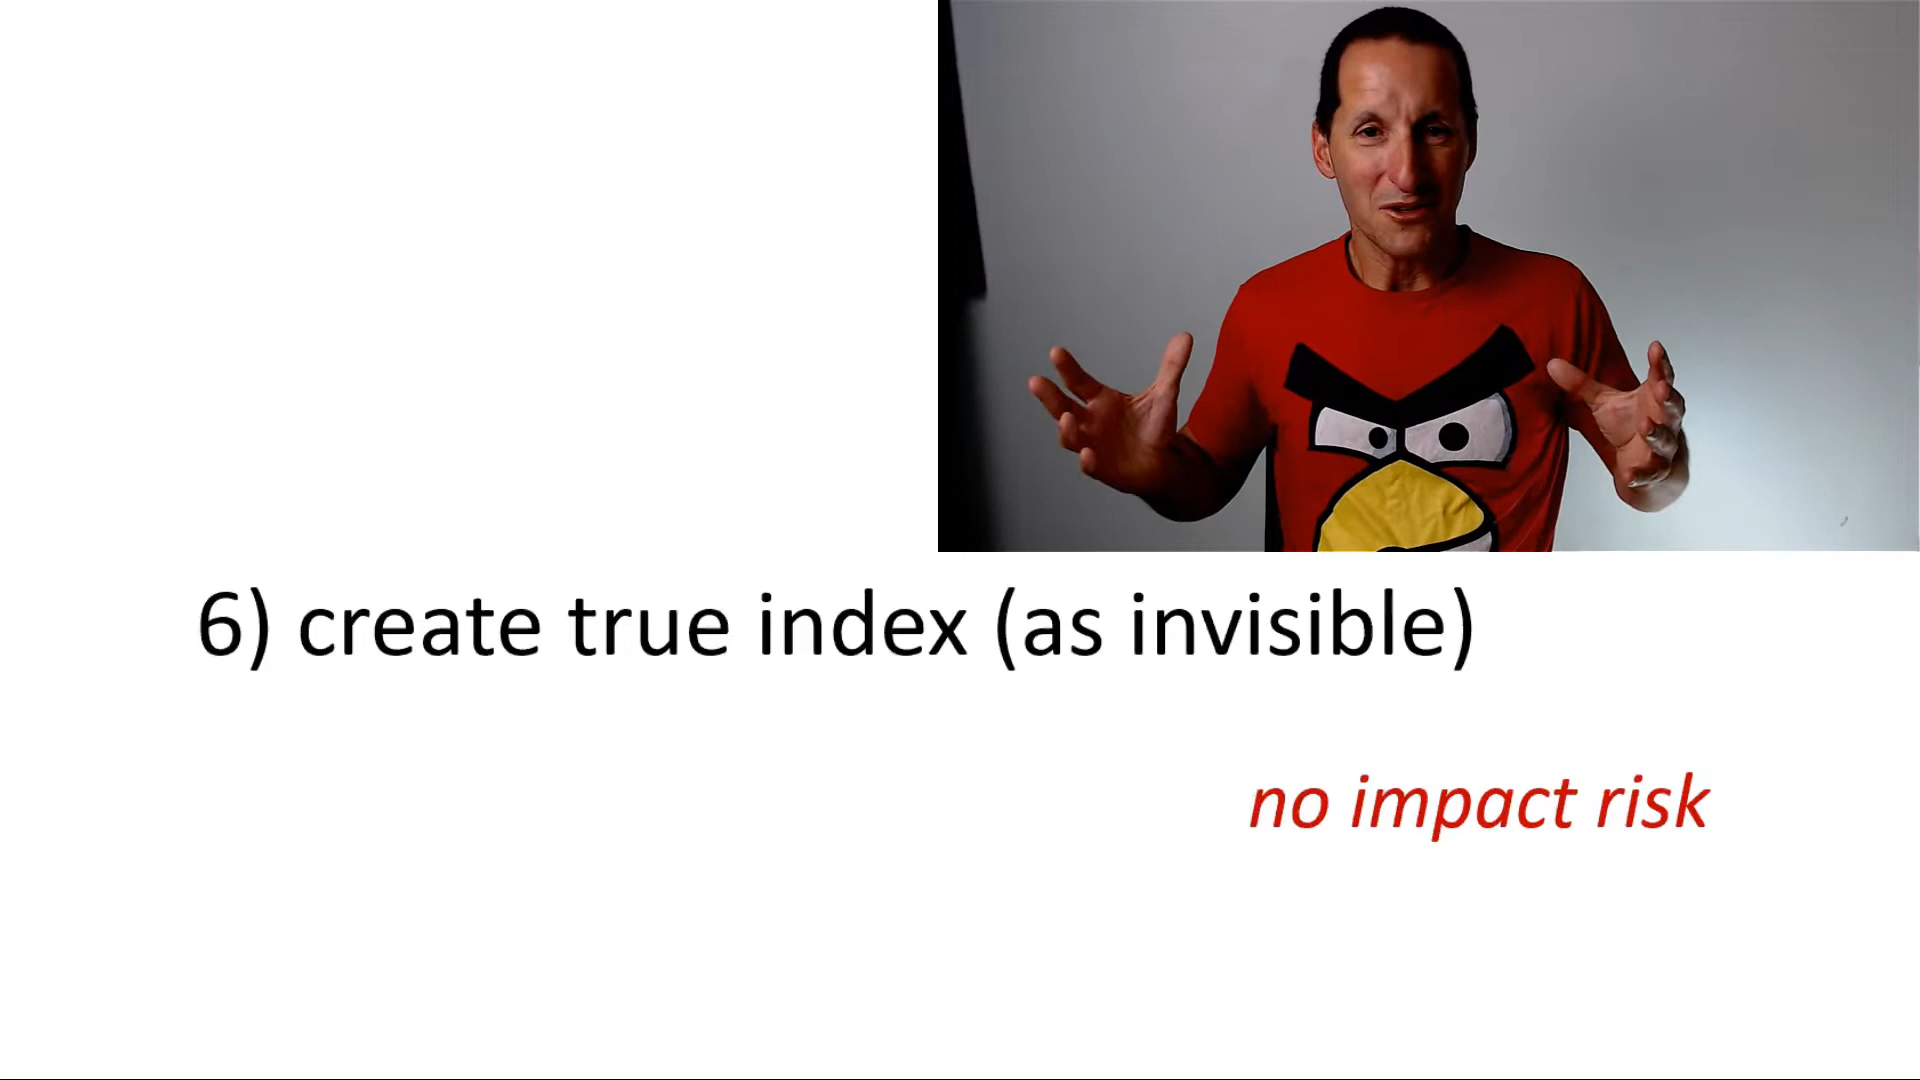 6) create true index (as invisible)
no impact risk